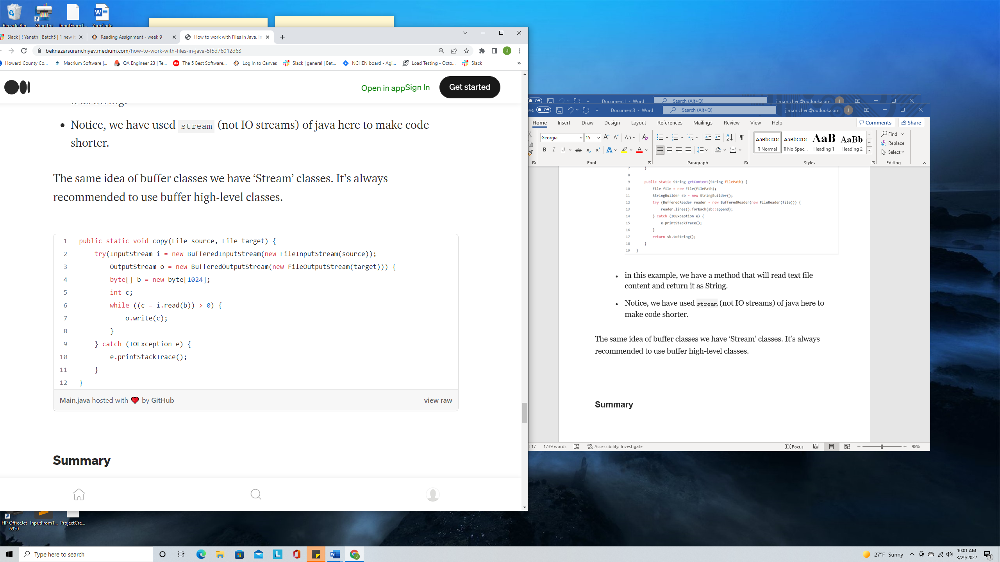 Recycle Bin Shop for InputFromT... YaroCode
Slack | ! Yaneth | Batch5 | 1 new it
Reading Assignment - week 9
How to work with Files in Java. In
beknazarsuranchiyev.medium.com/how-to-work-with-files-in-java-5f5d76012d63
J
Howard County Co... Macrium Software |... QA Engineer 23 | Te... BR The 5 Best Software... Log In to Canvas Slack | general | Bat... NCHEN board - Agi... Load Testing - Octo... Slack »
Open in app Sign In Get started
it as String.
• Notice, we have used stream (not IO streams) of java here to make code
shorter.
The same idea of buffer classes we have ‘Stream’ classes. It’s always
recommended to use buffer high-level classes.
1 public static void copy(File source, File target) {
2 try(InputStream i = new BufferedInputStream(new FileInputStream(source));
3 OutputStream o = new BufferedOutputStream(new FileOutputStream(target))) {
4 byte[] b = new byte[1024];
5 int c;
6 while ((c = i.read(b)) > 0) {
7 o.write(c);
8 }
9 } catch (IOException e) {
10 e.printStackTrace();
11 }
12 }
Main.java hosted with ❤ by GitHub view raw
Summary
Off Document1 - Word Search (Alt+Q) jim.m.chen@outlook.com J
ve Off Document3 - Word Search (Alt+Q) jim.m.chen@outlook.com J
Home Insert Draw Design Layout References Mailings Review View Help Comments Share
Georgia 15 Aa
AaBbCcDc AaBbCcDc AaB AaBb
¶ Normal ¶ No Spac... Heading 1 Heading 2
Find
Replace
Select
Font Paragraph Styles Editing
7 }
8
9 public static String getContent(String filePath) {
10 File file = new File(filePath);
11 StringBuilder sb = new StringBuilder();
12 try (BufferedReader reader = new BufferedReader(new FileReader(file))) {
13 reader.lines().forEach(sb::append);
14 } catch (IOException e) {
15 e.printStackTrace();
16 }
17 return sb.toString();
18 }
19 }
• in this example, we have a method that will read text file
content and return it as String.
• Notice, we have used stream (not IO streams) of java here to
make code shorter.
The same idea of buffer classes we have ‘Stream’ classes. It’s always
recommended to use buffer high-level classes.
Summary
f 17 1739 words Accessibility: Investigate Focus 98%
HP OfficeJet
6950
InputFromT... ProjectCre...
Type here to search
27°F Sunny
10:01 AM
3/29/2022
1